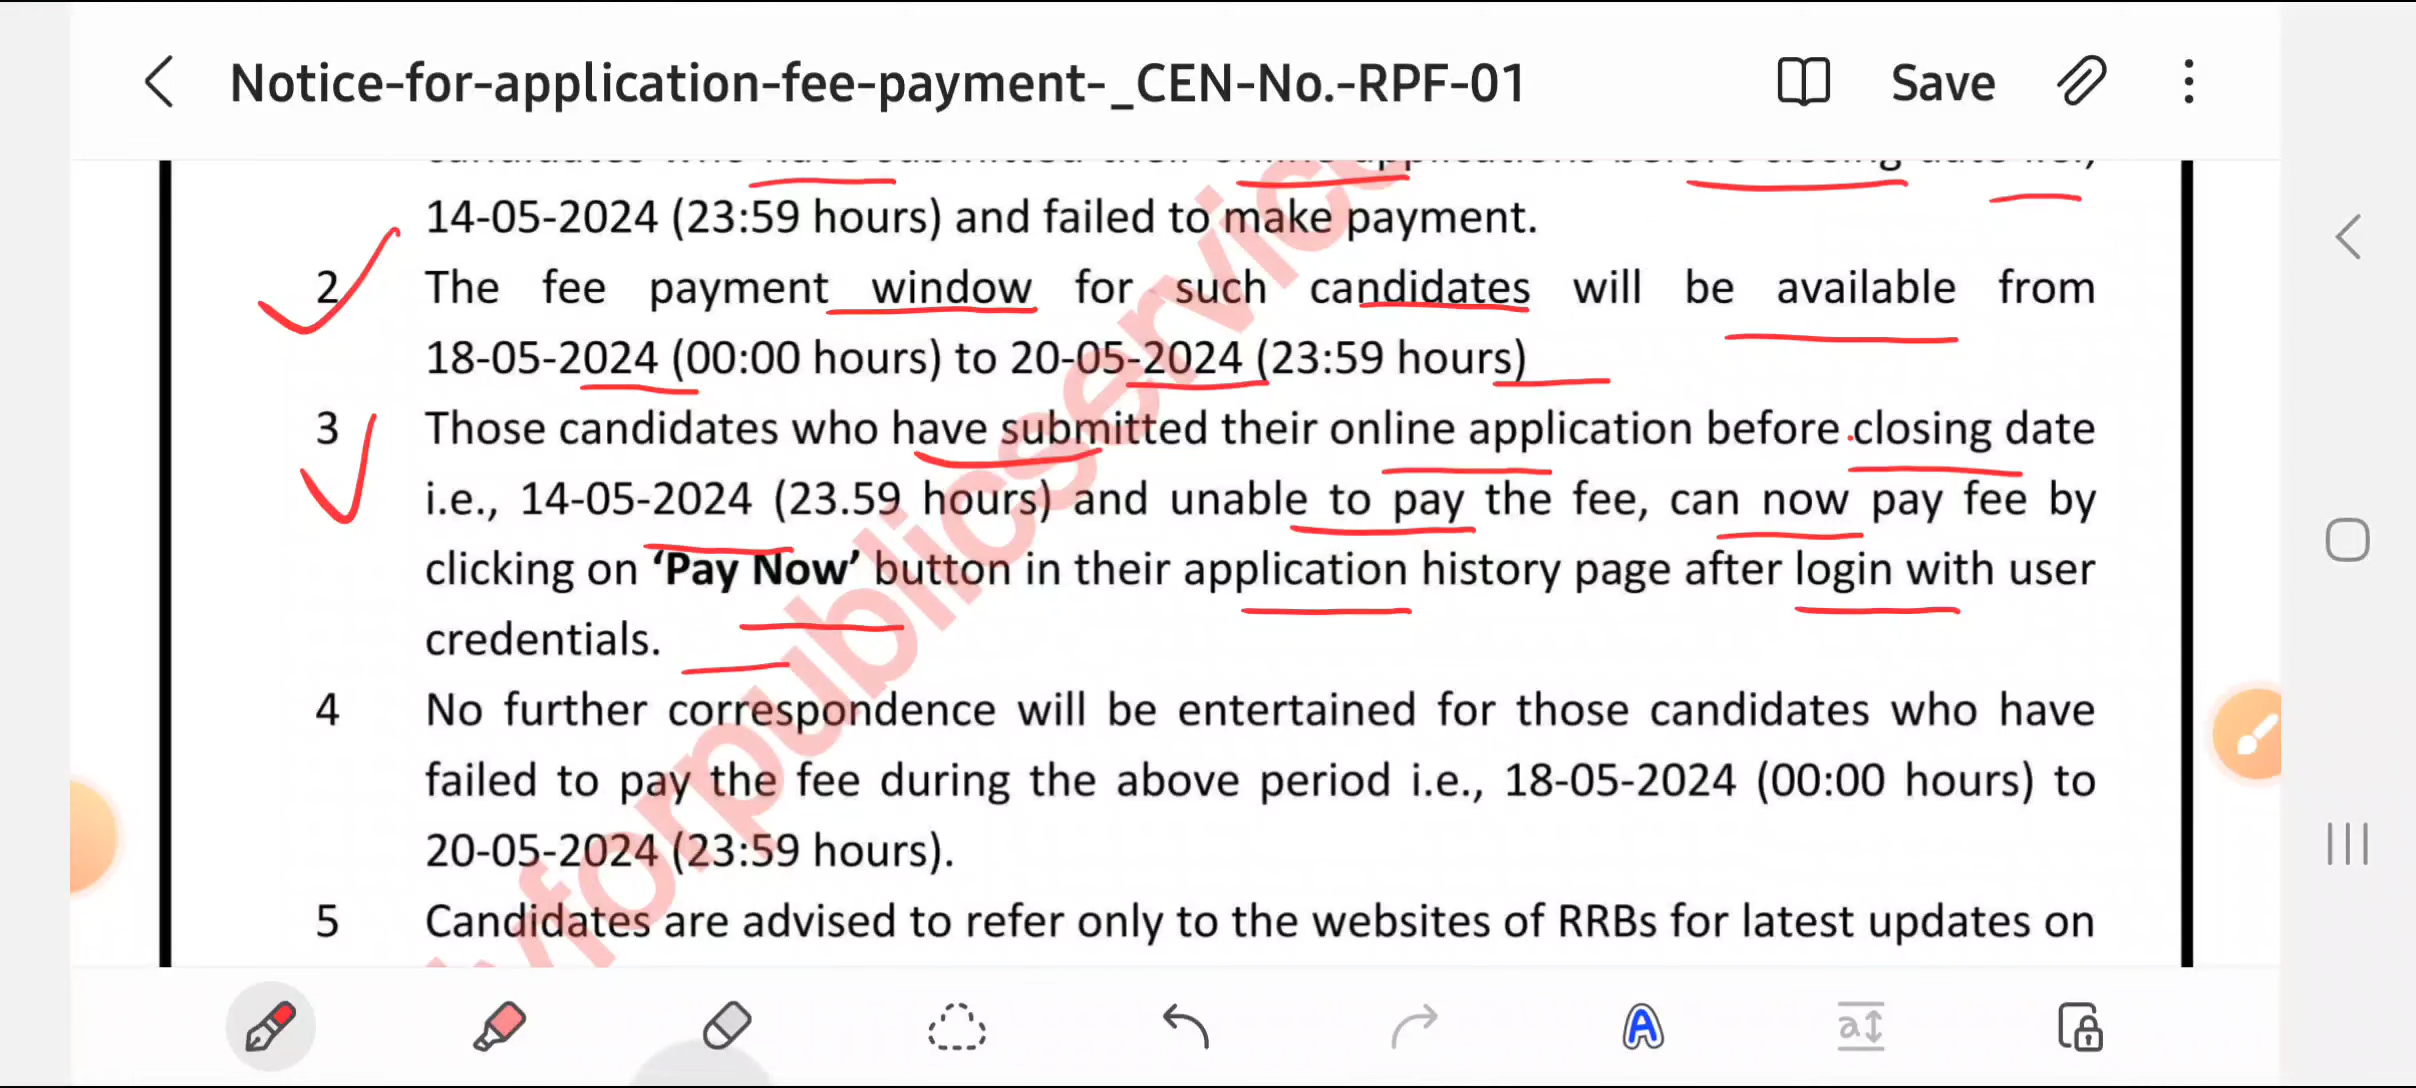 Notice-for-application-fee-payment-_CEN-No.-RPF-01
Save
14-05-2024 (23:59 hours) and failed to make payment.
2 The fee payment window for such candidates will be available from
18-05-2024 (00:00 hours) to 20-05-2024 (23:59 hours)
3 Those candidates who have submitted their online application before closing date
i.e., 14-05-2024 (23.59 hours) and unable to pay the fee, can now pay fee by
clicking on ‘Pay Now’ button in their application history page after login with user
credentials.
4 No further correspondence will be entertained for those candidates who have
failed to pay the fee during the above period i.e., 18-05-2024 (00:00 hours) to
20-05-2024 (23:59 hours).
5 Candidates are advised to refer only to the websites of RRBs for latest updates on
forpublicservic